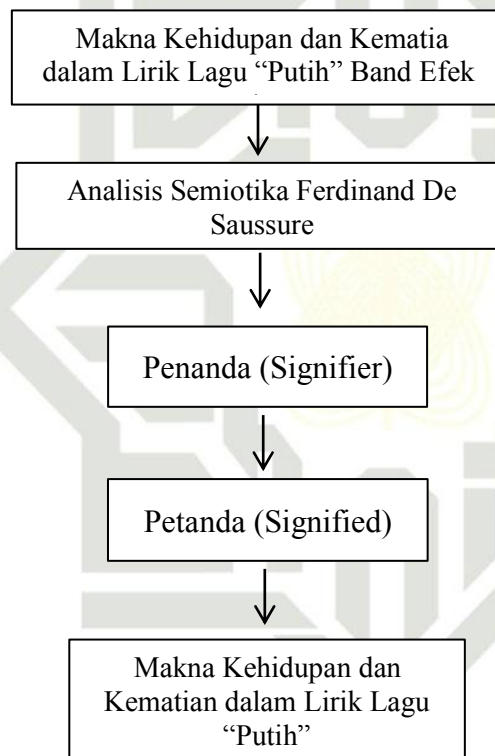 Makna Kehidupan dan Kematia
dalam Lirik Lagu “Putih” Band Efek
Analisis Semiotika Ferdinand De
Saussure
Penanda (Signifier)
Petanda (Signified)
Makna Kehidupan dan
Kematian dalam Lirik Lagu
“Putih”